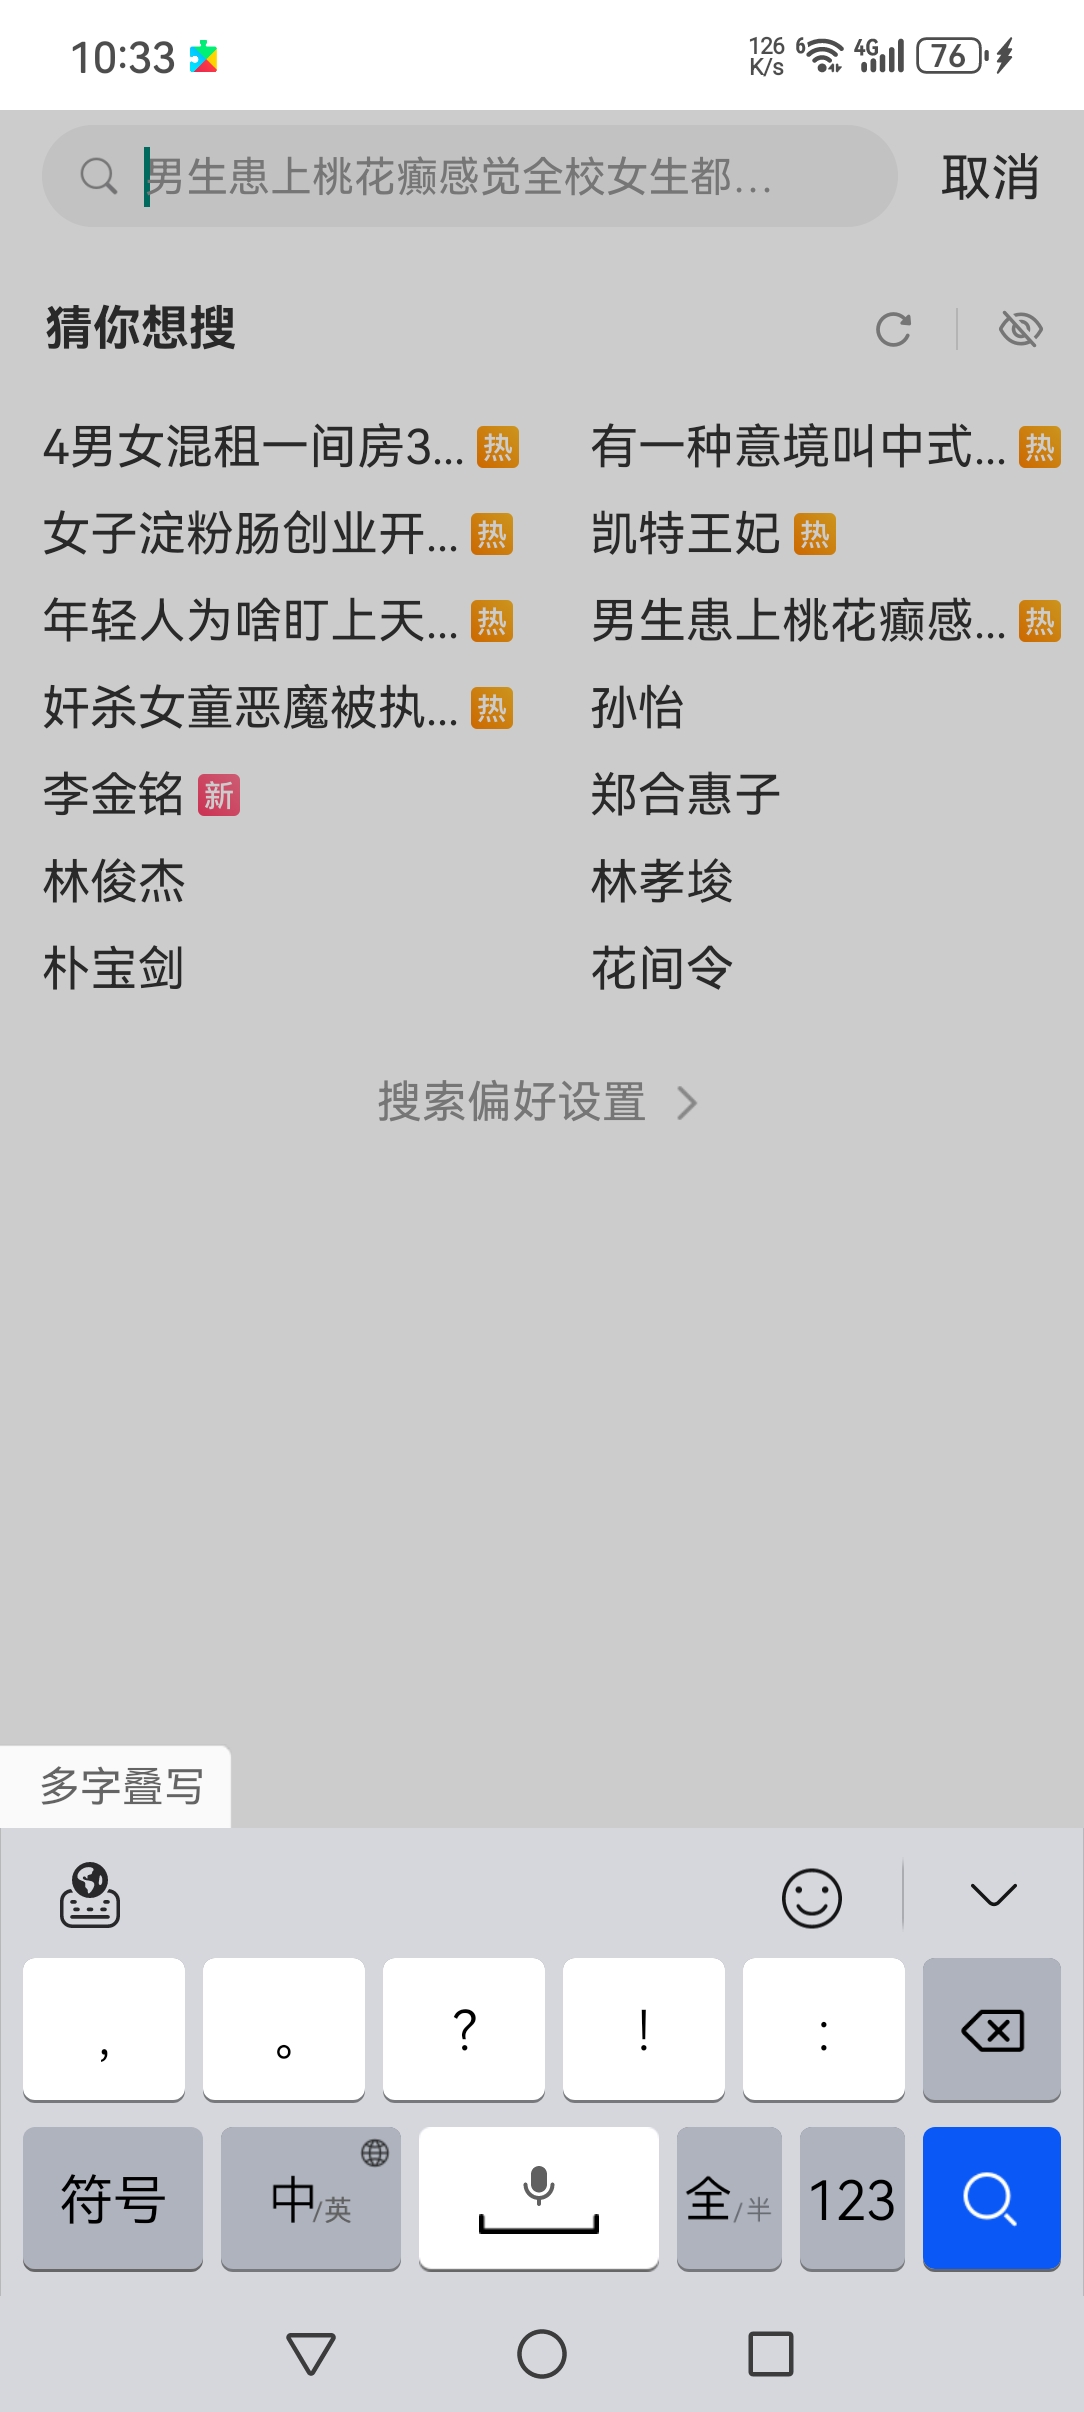 10:33 126 K/s 6 4G 76
男生患上桃花癫感觉全校女生都... 取消
猜你想搜
4男女混租一间房3... 热 有一种意境叫中式... 热
女子淀粉肠创业开... 热 凯特王妃 热
年轻人为啥盯上天... 热 男生患上桃花癫感... 热
奸杀女童恶魔被执... 热 孙怡
李金铭 新 郑合惠子
林俊杰 林孝埈
朴宝剑 花间令
搜索偏好设置
多字叠写
， 。 ？ ！ ：
符号 中/英 全/半 123